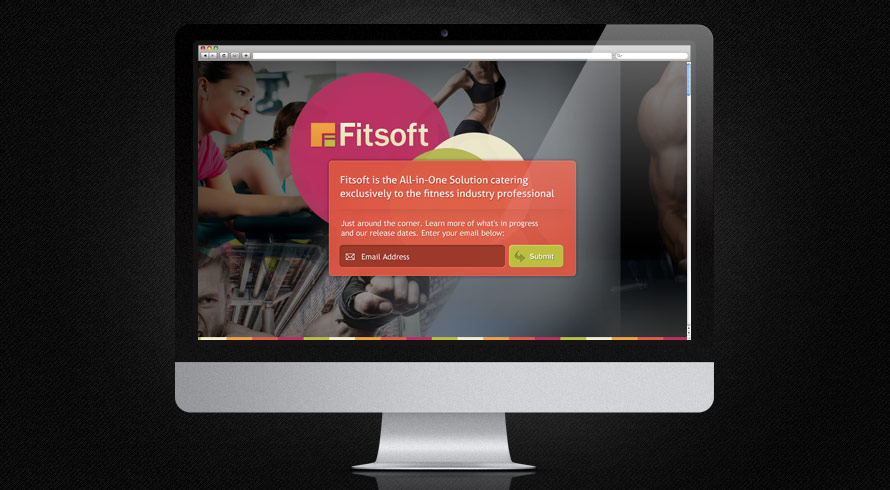 Fitsoft
Fitsoft is the All-in-One Solution catering
exclusively to the fitness industry professional
Just around the corner. Learn more of what's in progress
and our release dates. Enter your email below:
Email Address
Submit